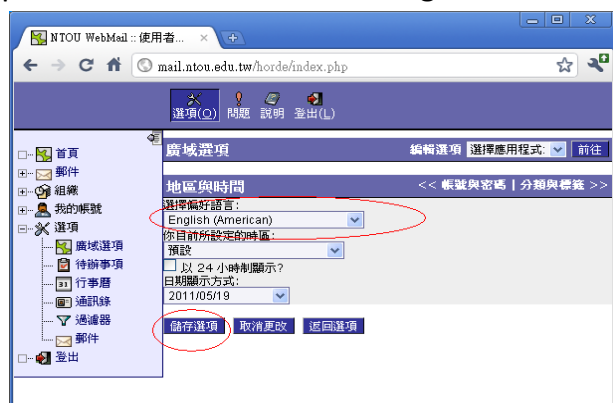 NTOU WebMail :: 使用者...
mail.ntou.edu.tw/horde/index.php
選項(O) 問題 說明 登出(L)
廣域選項 編輯選項 選擇應用程式: 前往
地區與時間 << 帳號與密碼 | 分類與標籤 >>
選擇偏好語言:
English (American)
你目前所設定的時區:
預設
以 24 小時制顯示?
日期顯示方式:
2011/05/19
儲存選項 取消更改 返回選項
首頁
郵件
組織
我的帳號
選項
廣域選項
待辦事項
行事曆
通訊錄
過濾器
郵件
登出